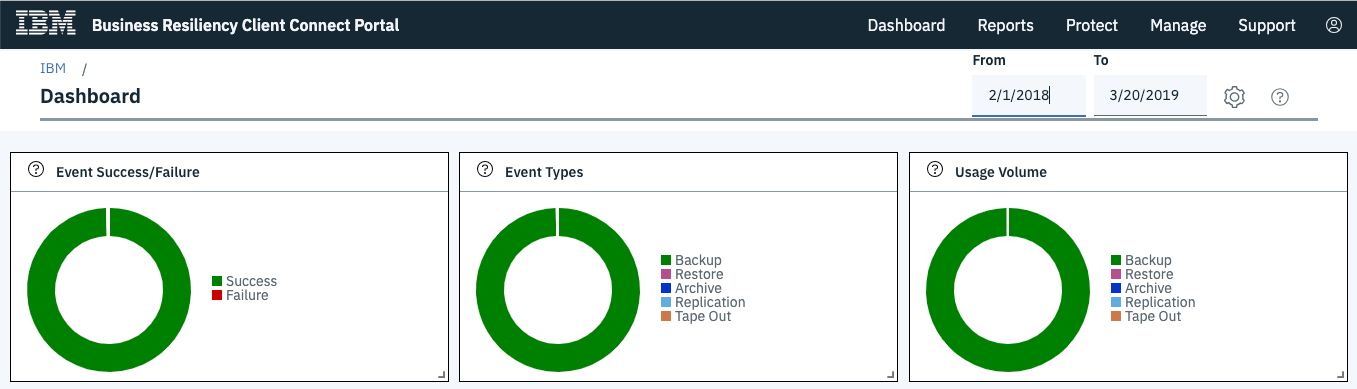 IBM Business Resiliency Client Connect Portal Dashboard Reports Protect Manage Support
IBM /
Dashboard
From To
2/1/2018 3/20/2019
? Event Success/Failure
Success
Failure
? Event Types
Backup
Restore
Archive
Replication
Tape Out
? Usage Volume
Backup
Restore
Archive
Replication
Tape Out